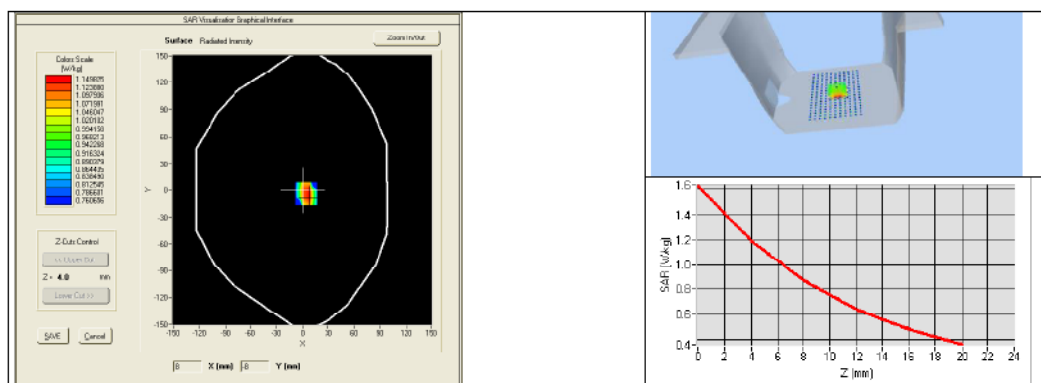 SAR Visualisation Graphical Interface
Surface Radiated Intensity
Zoom In/Out
Colors Scale
(W/kg)
1.149825
1.123880
1.097936
1.071991
1.046047
1.020102
0.994158
0.968213
0.942268
0.916324
0.890379
0.864435
0.838490
0.812545
0.786601
0.760656
Z-Cuts Control
<< Upper Cut
Z = 4.0 mm
Lower Cut >>
SAVE Cancel
150
120
90
60
30
0
-30
-60
-90
-120
-150
Y
-150 -120 -90 -60 -30 0 30 60 90 120 150
X
8 X (mm) -8 Y (mm)
SAR (W/kg)
1.6
1.4
1.2
1.0
0.8
0.6
0.4
0 2 4 6 8 10 12 14 16 18 20 22 24
Z (mm)